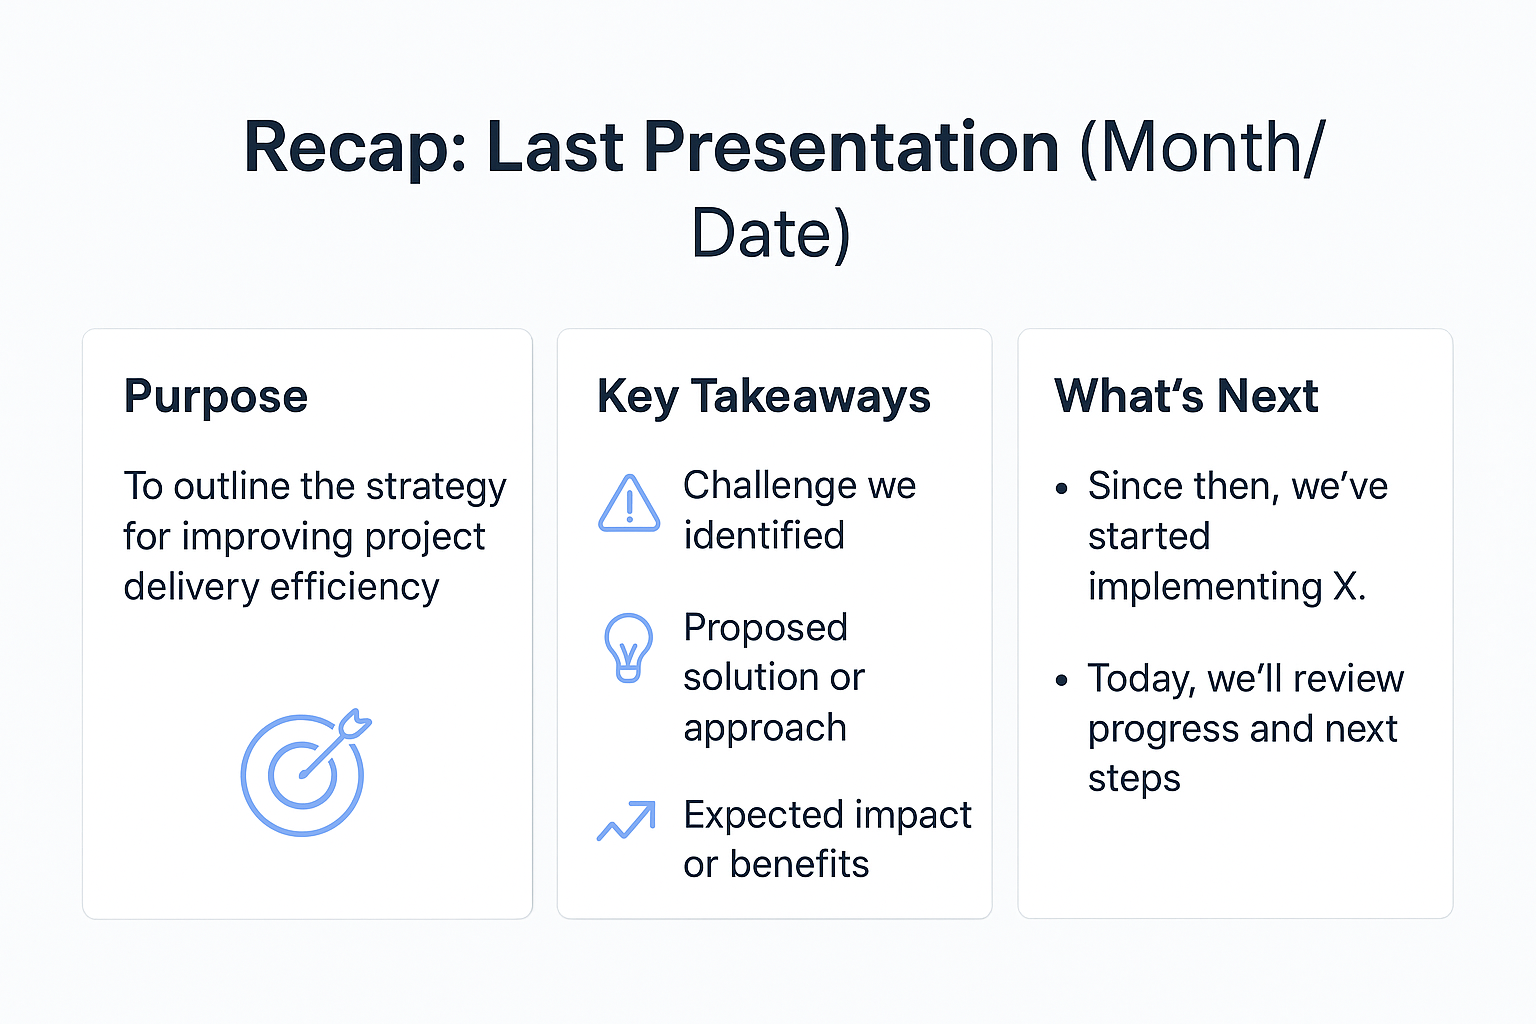 Recap: Last Presentation (Month/
Date)
Purpose
To outline the strategy
for improving project
delivery efficiency
Key Takeaways
Challenge we
identified
Proposed
solution or
approach
Expected impact
or benefits
What‘s Next
• Since then, we’ve
started
implementing X.
• Today, we’ll review
progress and next
steps